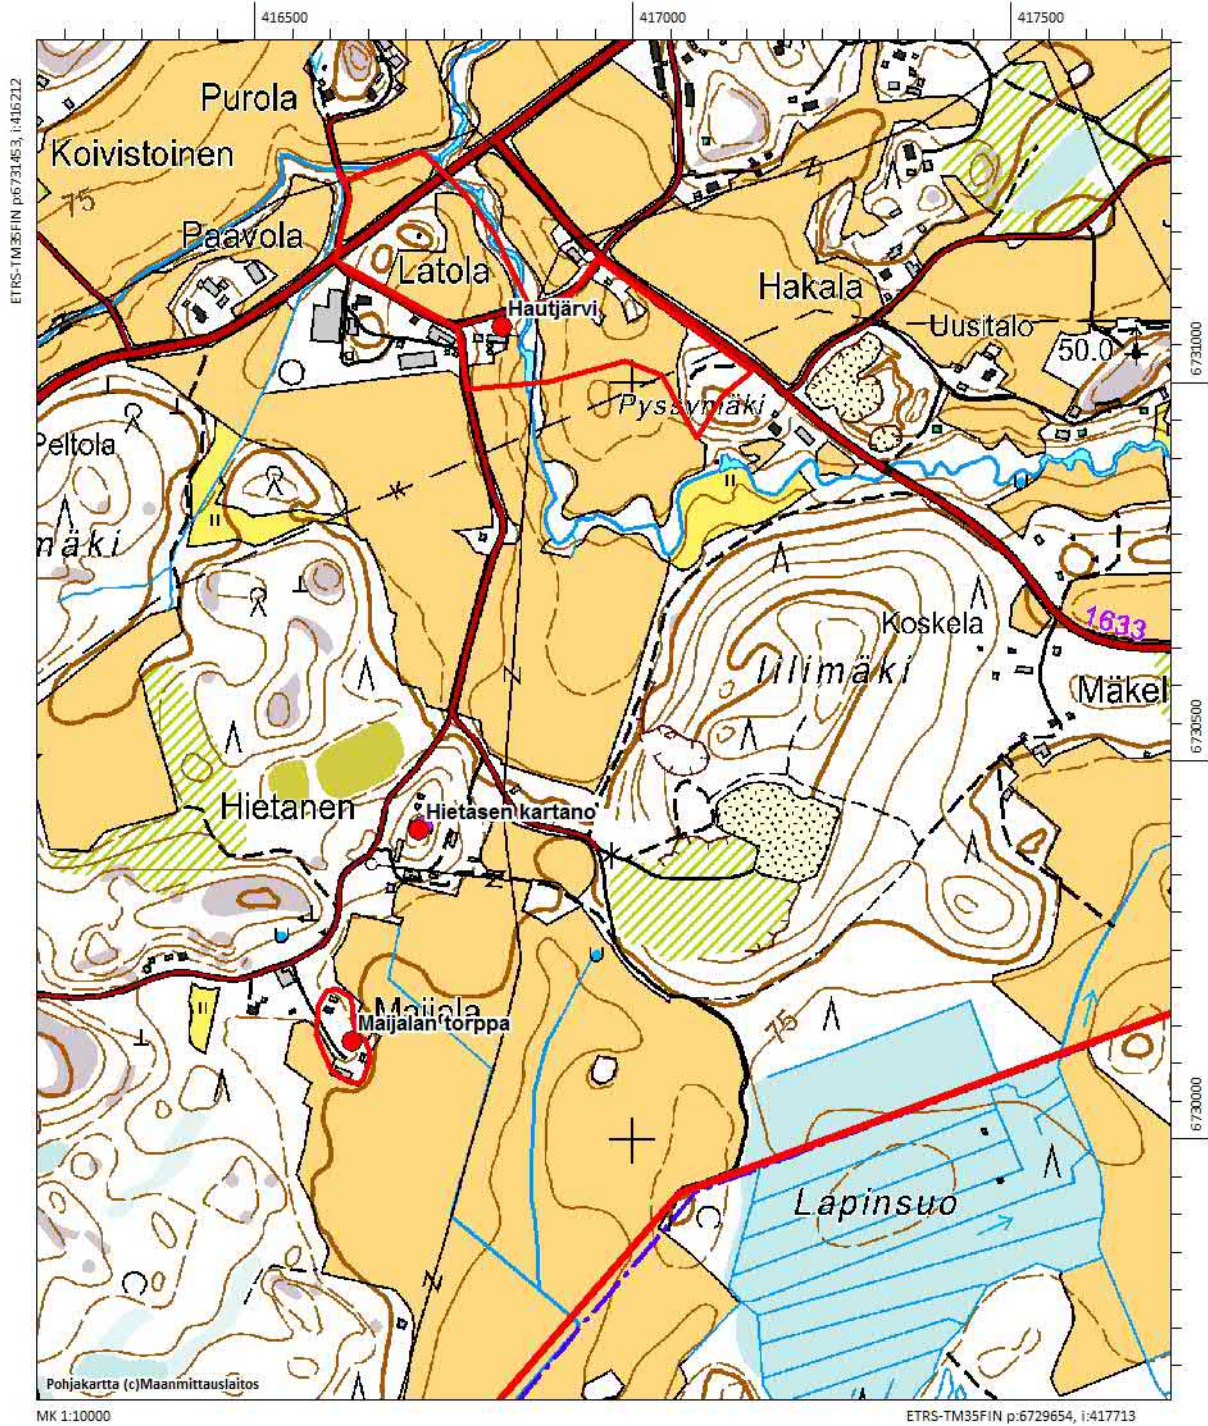 416500
417000
417500
ETRS-TM35FIN p:6731453, i:416212
Purola
Koivistoinen
75
Paavola
Latola
Hakala
Hautjärvi
Uusitalo
50.0
6731000
Pyssymäki
Peltola
mäki
Koskela
1633
Iilimäki
Mäkel
6730500
Hietanen
Hietasen kartano
Maijala
Maijalan torppa
75
6730000
Lapinsuo
Pohjakartta (c)Maanmittauslaitos
MK 1:10000
ETRS-TM35FIN p:6729654, i:417713